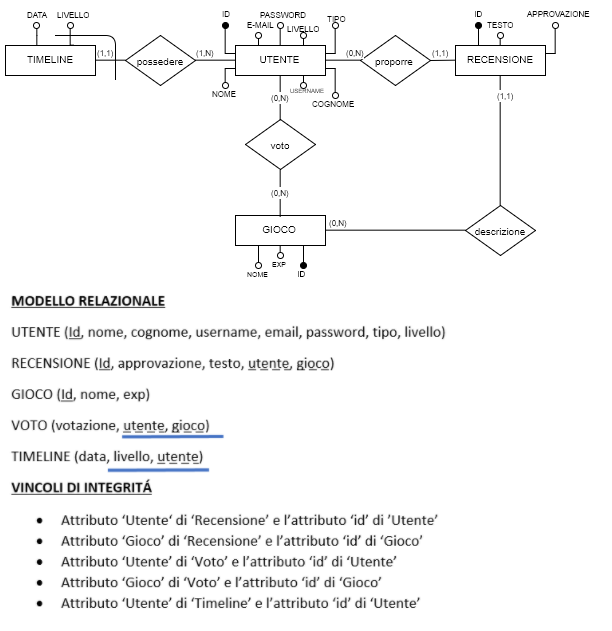 DATA LIVELLO ID PASSWORD TIPO ID APPROVAZIONE
E-MAIL LIVELLO TESTO
TIMELINE (1,1) possedere (1,N) UTENTE (0,N) proporre (1,1) RECENSIONE
NOME USERNAME COGNOME
(0,N) (1,1)
voto
(0,N)
GIOCO (0,N) descrizione
NOME EXP ID
MODELLO RELAZIONALE
UTENTE (Id, nome, cognome, username, email, password, tipo, livello)
RECENSIONE (Id, approvazione, testo, utente, gioco)
GIOCO (Id, nome, exp)
VOTO (votazione, utente, gioco)
TIMELINE (data, livello, utente)
VINCOLI DI INTEGRITÁ
• Attributo ‘Utente‘ di ‘Recensione’ e l’attributo ‘id’ di ’Utente’
• Attributo ‘Gioco’ di ‘Recensione’ e l’attributo ‘id’ di ‘Gioco’
• Attributo ‘Utente’ di ‘Voto’ e l’attributo ‘id’ di ‘Utente’
• Attributo ‘Gioco’ di ‘Voto’ e l’attributo ‘id’ di ‘Gioco’
• Attributo ‘Utente’ di ‘Timeline’ e l’attributo ‘id’ di ‘Utente’